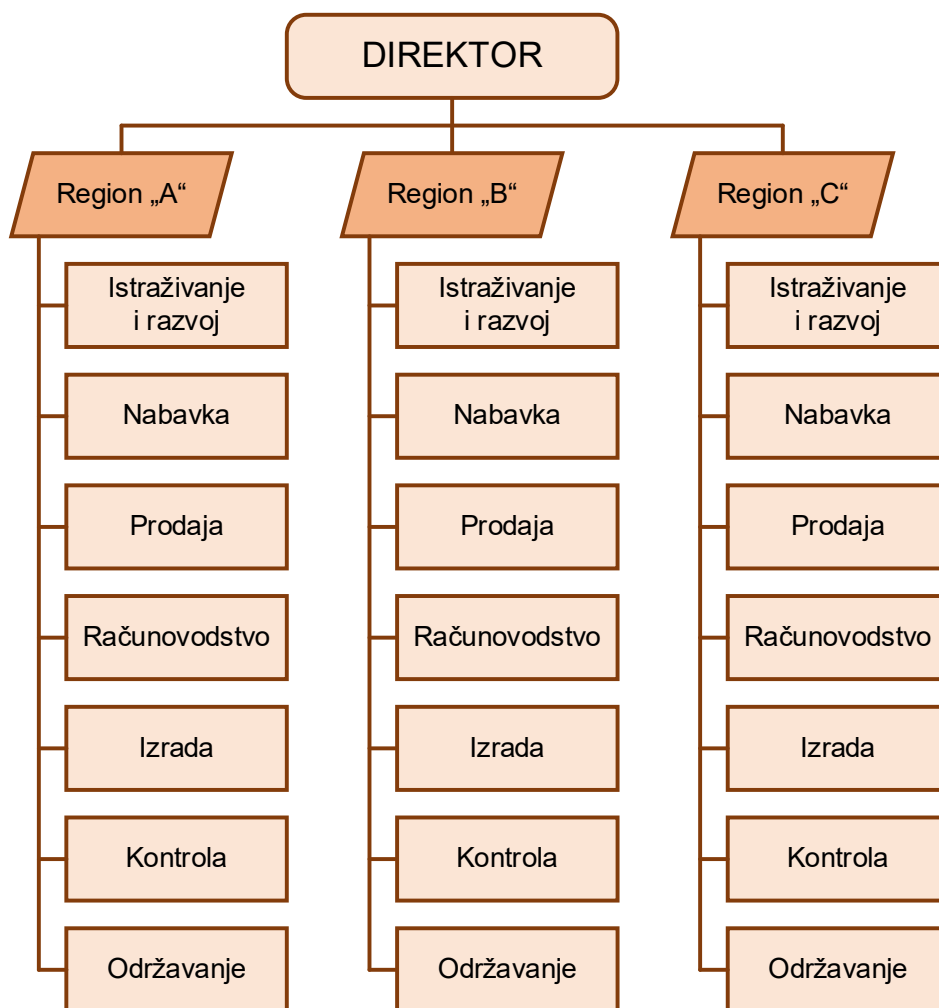 DIREKTOR
Region „A“
Region „B“
Region „C“
Istraživanje
i razvoj
Istraživanje
i razvoj
Istraživanje
i razvoj
Nabavka
Nabavka
Nabavka
Prodaja
Prodaja
Prodaja
Računovodstvo
Računovodstvo
Računovodstvo
Izrada
Izrada
Izrada
Kontrola
Kontrola
Kontrola
Održavanje
Održavanje
Održavanje